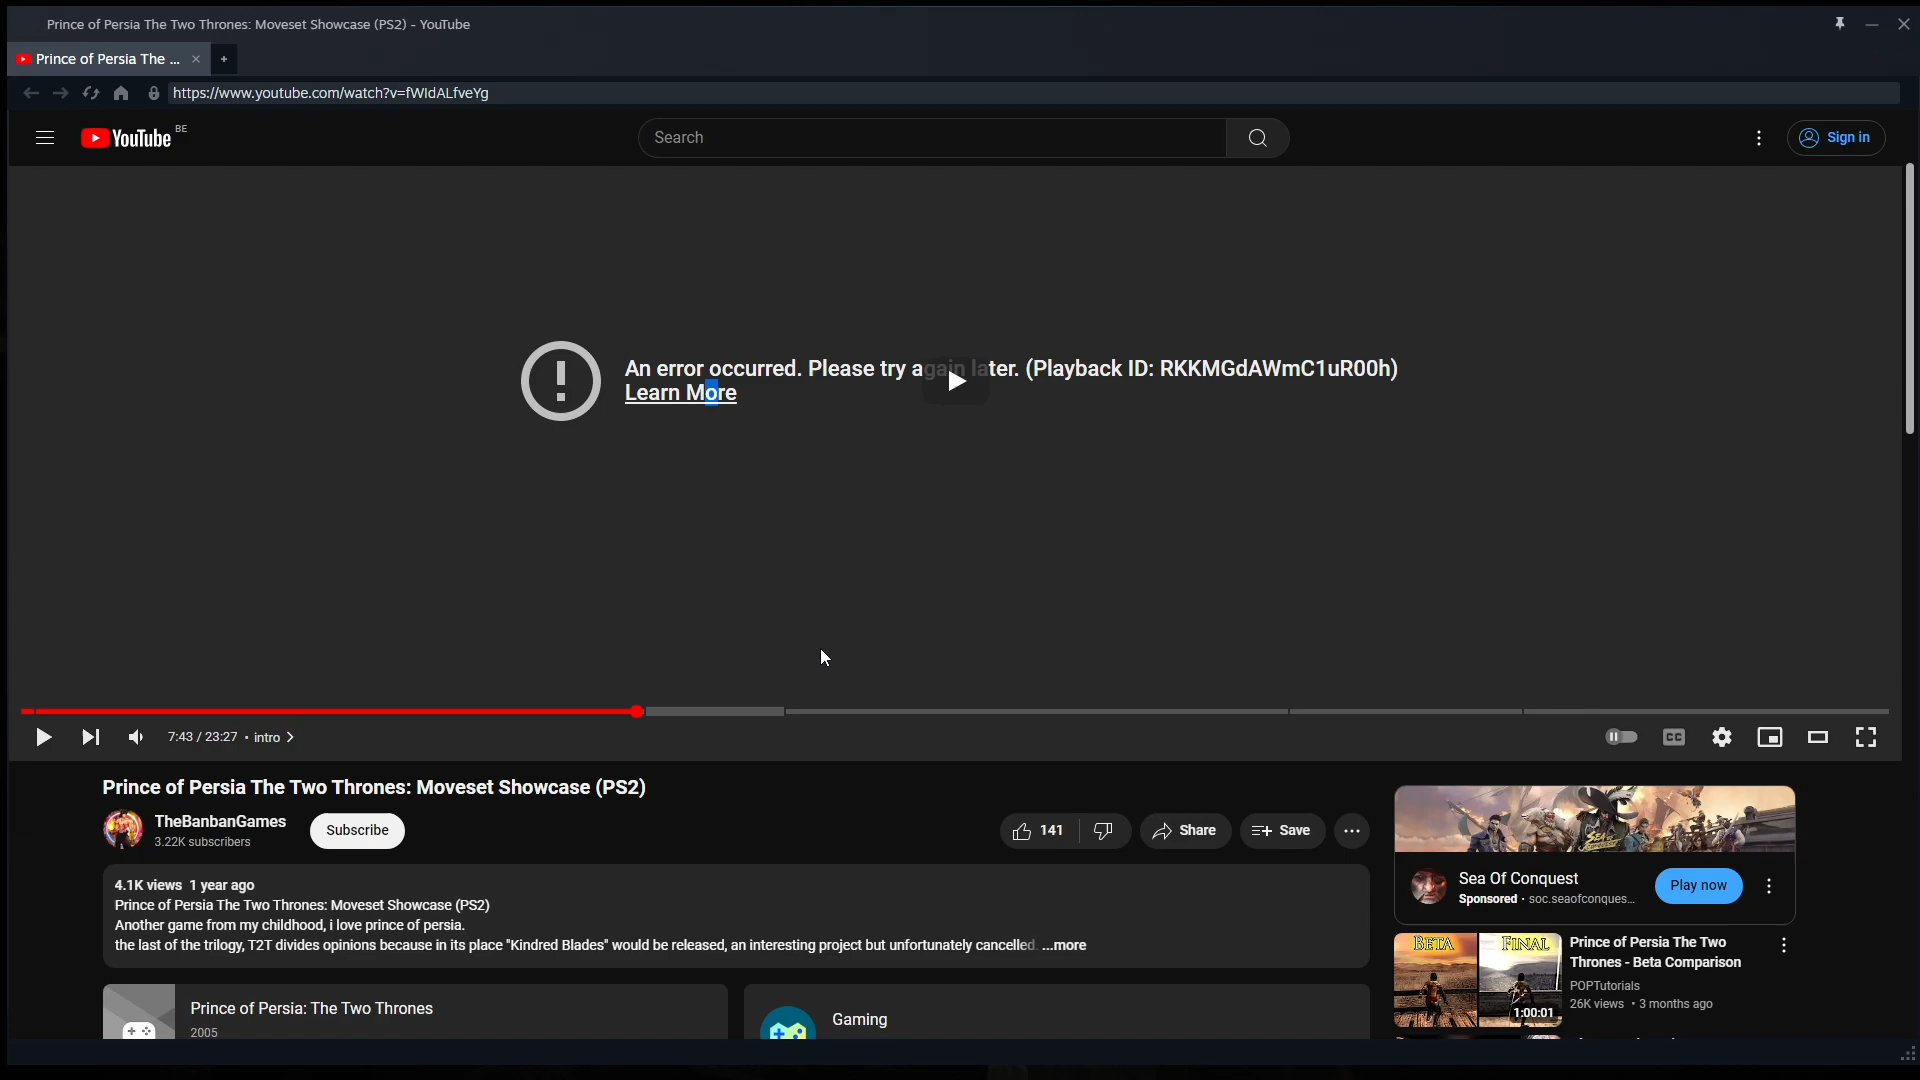 Prince of Persia The Two Thrones: Moveset Showcase (PS2) - YouTube
Prince of Persia The ...
https://www.youtube.com/watch?v=fWIdALfveYg
YouTube BE
Search
Sign in
An error occurred. Please try again later. (Playback ID: RKKMGdAWmC1uR00h)
Learn More
7:43 / 23:27 • intro
CC
Prince of Persia The Two Thrones: Moveset Showcase (PS2)
TheBanbanGames
3.22K subscribers
Subscribe
141
Share
Save
4.1K views 1 year ago
Prince of Persia The Two Thrones: Moveset Showcase (PS2)
Another game from my childhood, i love prince of persia.
the last of the trilogy, T2T divides opinions because in its place "Kindred Blades" would be released, an interesting project but unfortunately cancelled. ...more
Prince of Persia: The Two Thrones
2005
Gaming
SEA OF CONQUEST
Sea Of Conquest
Sponsored · soc.seaofconques...
Play now
BETA
FINAL
1:00:01
Prince of Persia The Two
Thrones - Beta Comparison
POPTutorials
26K views • 3 months ago